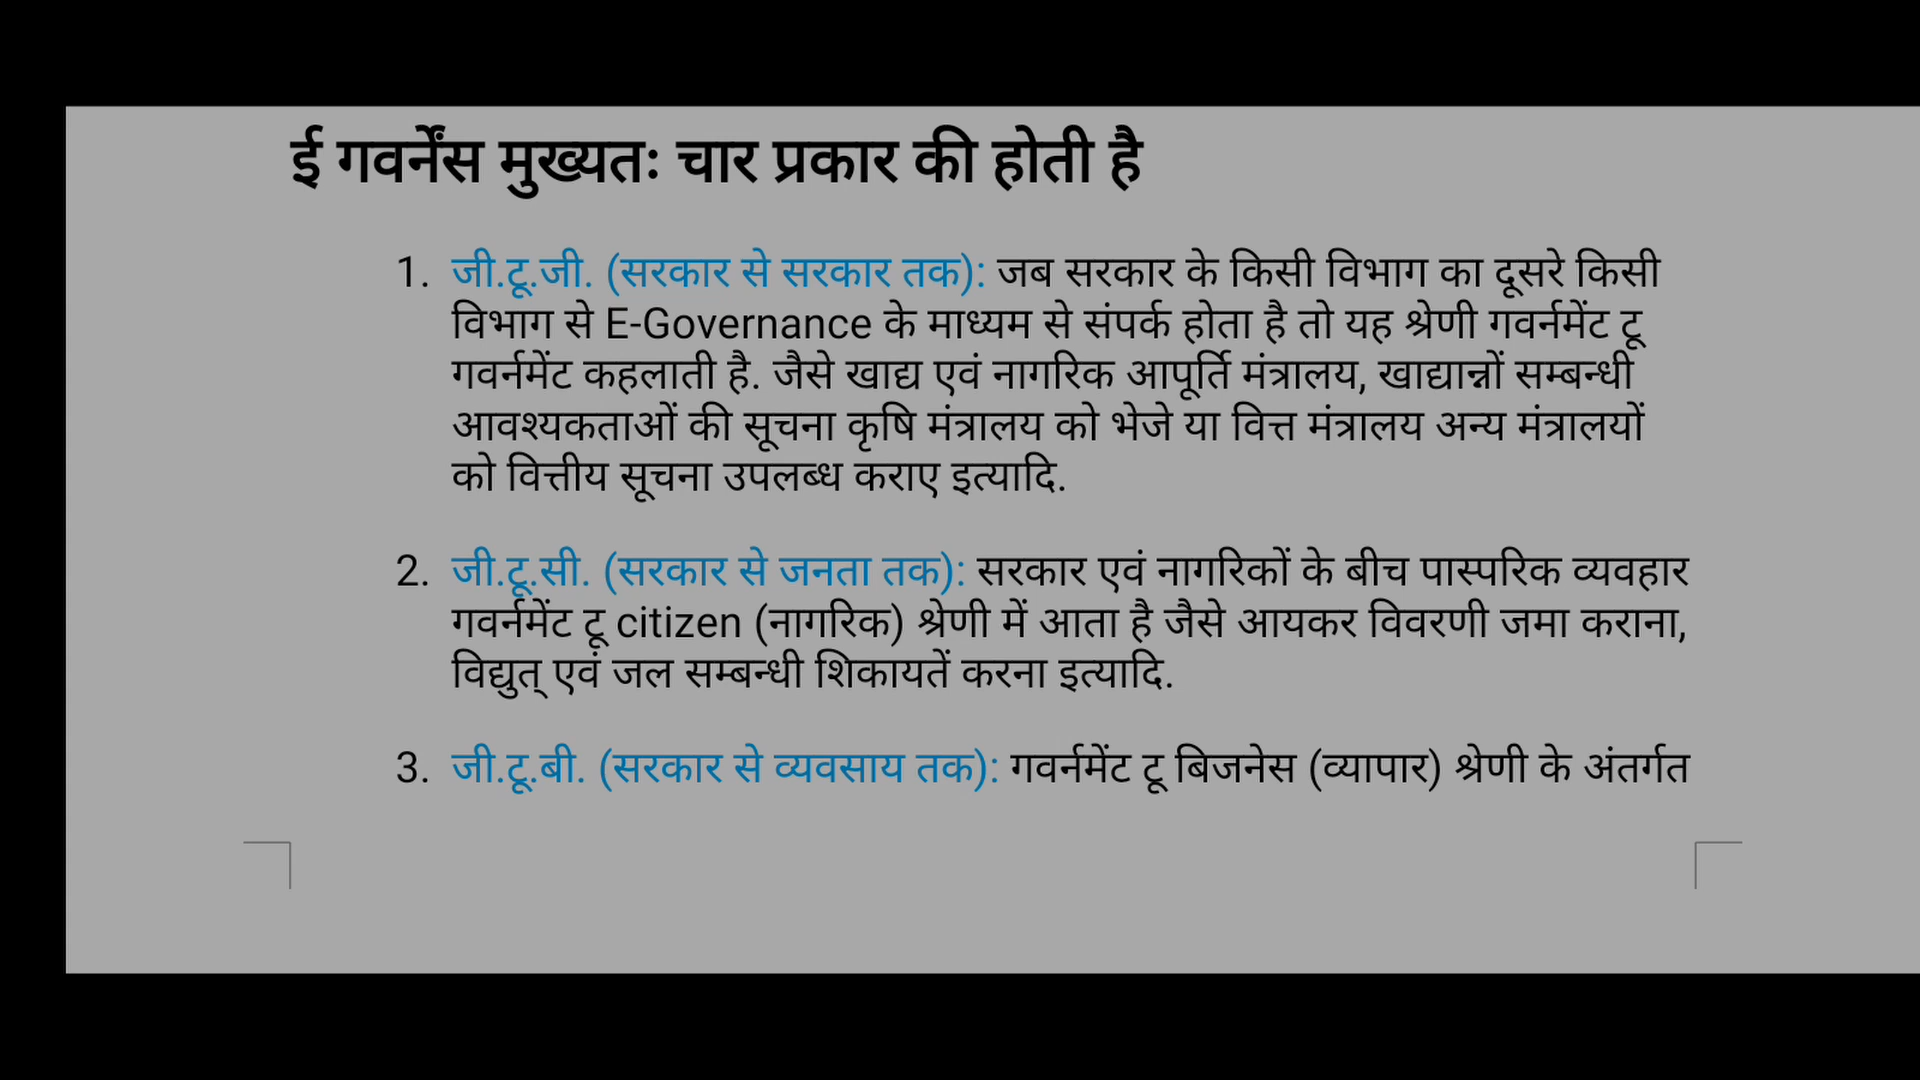 ई गवर्नेंस मुख्यतः चार प्रकार की होती है
1. जी.टू.जी. (सरकार से सरकार तक): जब सरकार के किसी विभाग का दूसरे किसी
विभाग से E-Governance के माध्यम से संपर्क होता है तो यह श्रेणी गवर्नमेंट टू
गवर्नमेंट कहलाती है. जैसे खाद्य एवं नागरिक आपूर्ति मंत्रालय, खाद्यान्नों सम्बन्धी
आवश्यकताओं की सूचना कृषि मंत्रालय को भेजे या वित्त मंत्रालय अन्य मंत्रालयों
को वित्तीय सूचना उपलब्ध कराए इत्यादि.
2. जी.टू.सी. (सरकार से जनता तक): सरकार एवं नागरिकों के बीच पास्परिक व्यवहार
गवर्नमेंट टू citizen (नागरिक) श्रेणी में आता है जैसे आयकर विवरणी जमा कराना,
विद्युत् एवं जल सम्बन्धी शिकायतें करना इत्यादि.
3. जी.टू.बी. (सरकार से व्यवसाय तक): गवर्नमेंट टू बिजनेस (व्यापार) श्रेणी के अंतर्गत